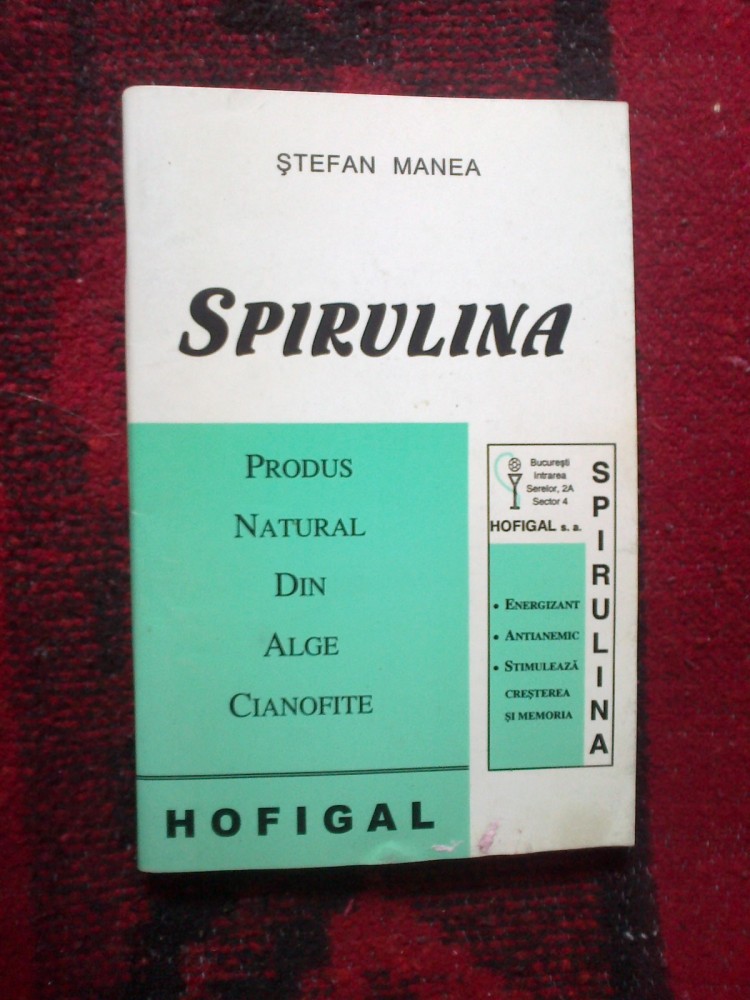 ŞTEFAN MANEA
SPIRULINA
PRODUS
NATURAL
DIN
ALGE
CIANOFITE
HOFIGAL
Bucureşti
Intrarea
Serelor, 2A
Sector 4
HOFIGAL s. a.
• ENERGIZANT
• ANTIANEMIC
• STIMULEAZĂ
CREŞTEREA
ŞI MEMORIA
SPIRULINA